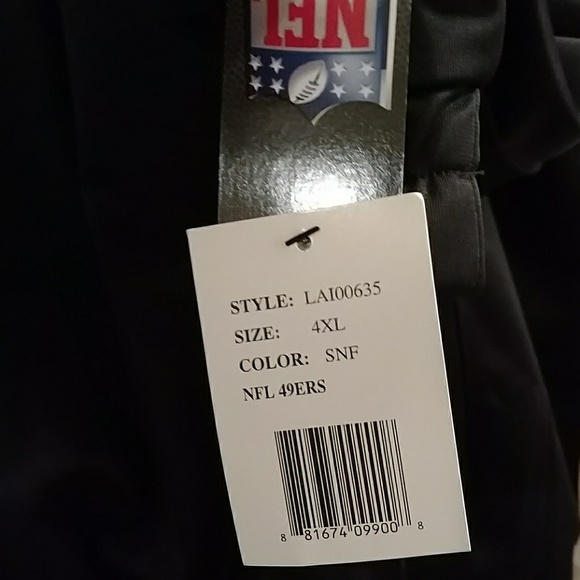 NFL
STYLE: LAI00635
SIZE: 4XL
COLOR: SNF
NFL 49ERS
8 81674 09900 8